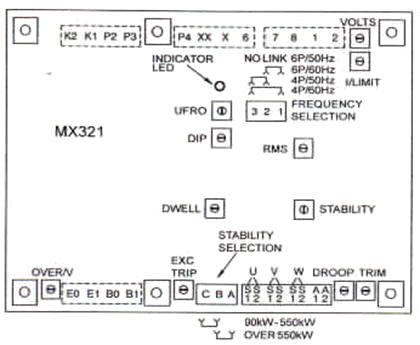 VOLTS
K2 K1 P2 P3
P4 XX X 6
7 8 1 2
INDICATOR
LED
NO LINK 6P/50Hz
6P/60Hz
4P/50Hz
4P/60Hz
I/LIMIT
UFRO
3 2 1
FREQUENCY
SELECTION
MX321
DIP
RMS
DWELL
STABILITY
STABILITY
SELECTION
OVER/V
EXC
TRIP
U V W
DROOP TRIM
E0 E1 B0 B1
C B A
S S S S S S A A
1 2 1 2 1 2 1 2
90kW-550kW
OVER 550kW